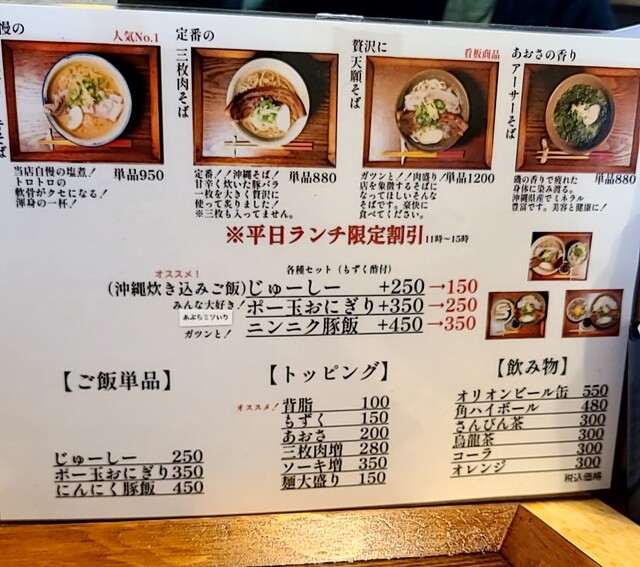 慢の
人気No.1
当店自慢の塩煮!
トロトロの
軟骨がクセになる!
渾身の一杯!
単品950
定番の
三枚肉そば
定番!!沖縄そば!
甘辛く炊いた豚バラ
一枚を大きく贅沢に
使って炙りました!
※三枚も入ってません。
単品880
贅沢に
天願そば
看板商品
ガツンと!!肉盛り!
店を象徴するそばに
なってほしいそんな
そばです。豪快に
食べてください。
単品1200
あおさの香り
アーサーそば
磯の香りで疲れた
身体に染み渡る。
沖縄県産でミネラル
豊富です。美容と健康に!
単品880
※平日ランチ限定割引11時~15時
各種セット(もずく酢付)
オススメ!
(沖縄炊き込みご飯)じゅーしー +250→150
みんな大好き!ポー玉おにぎり+350→250
あぶらミソいり
ガツンと!ニンニク豚飯 +450→350
【ご飯単品】
じゅーしー 250
ポー玉おにぎり350
にんにく豚飯 450
【トッピング】
オススメ!背脂 100
もずく 150
あおさ 200
三枚肉増 280
ソーキ増 350
麺大盛り 150
【飲み物】
オリオンビール缶 550
角ハイボール 480
さんぴん茶 300
烏龍茶 300
コーラ 300
オレンジ 300
税込価格